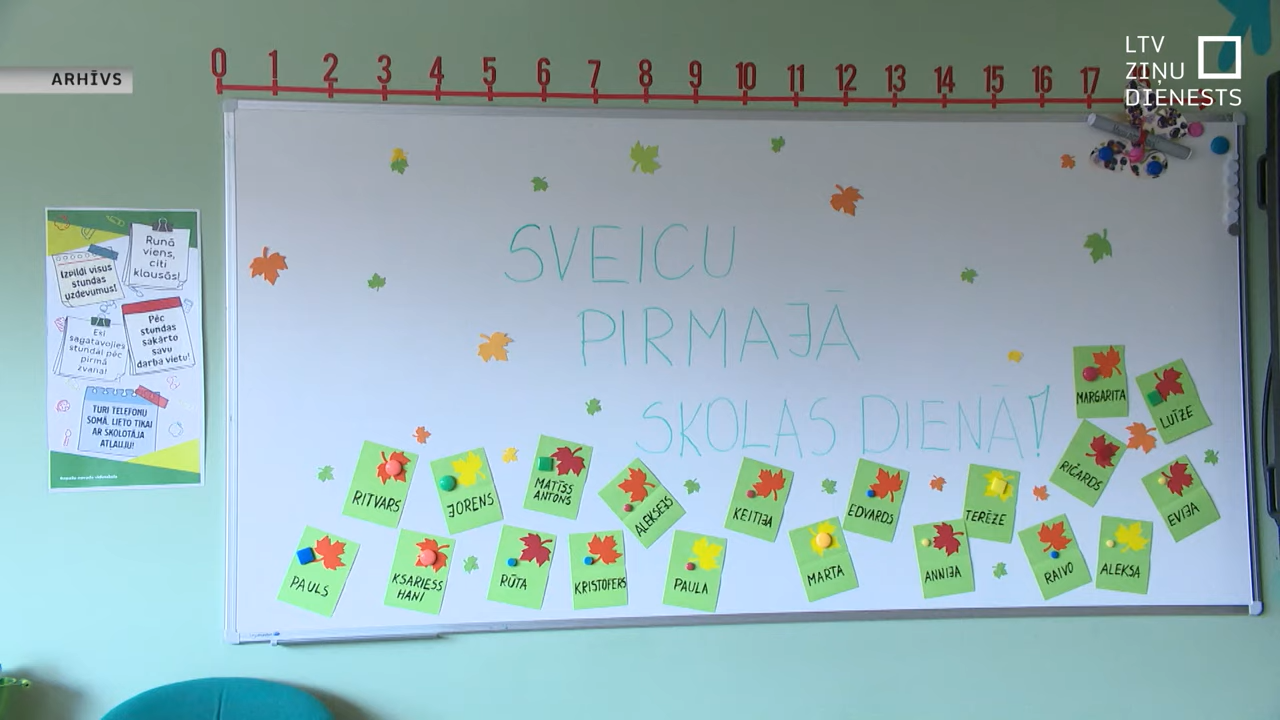 ARHĪVS
LTV
ZIŅU
DIENESTS
0 1 2 3 4 5 6 7 8 9 10 11 12 13 14 15 16 17
Runā
viens,
citi
klausās!
Izpildi visus
stundas
uzdevumus!
Pēc
stundas
sakārto
savu
darba vietu!
Esi
sagatavojies
stundai pēc
pirmā
zvana!
TURI TELEFONU
SOMĀ. LIETO TIKAI
AR SKOLOTĀJA
ATĻAUJU!
SVEICU
PIRMAJĀ
SKOLAS DIENĀ!
MARGARITA
LUĪZE
RITVARS
JORENS
MATĪSS
ANTONS
ALEKSEJS
KEITIJA
EDVARDS
TERĒZE
RIČARDS
EVIJA
PAULS
KSARIESS
HANI
RŪTA
KRISTOFERS
PAULA
MARTA
ANNIJA
RAIVO
ALEKSA